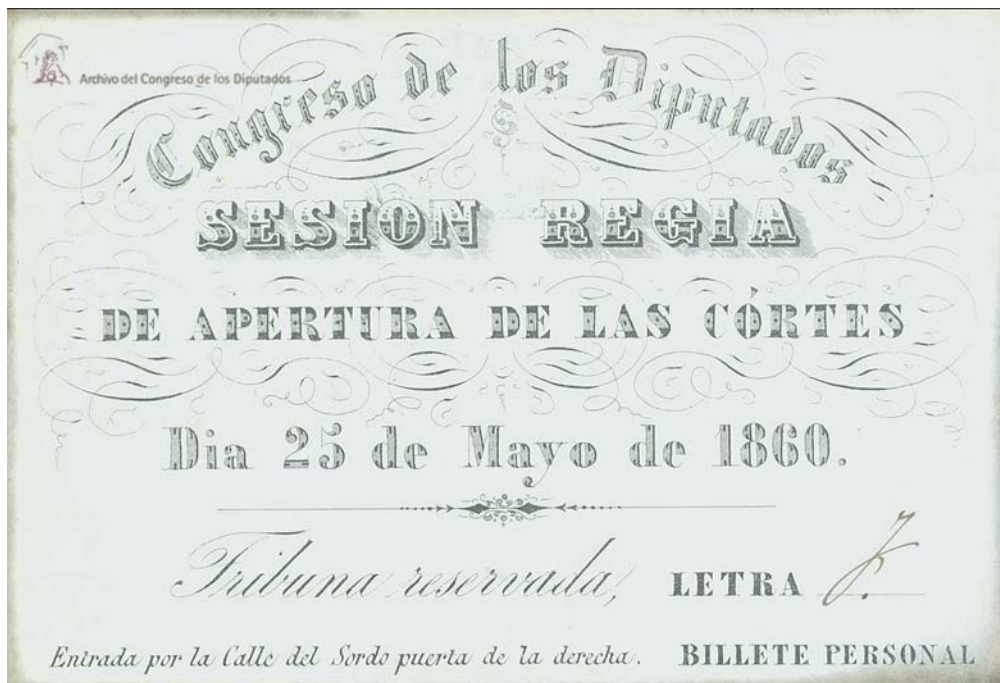 Archivo del Congreso de los Diputados
Congreso de los Diputados
SESION REGIA
DE APERTURA DE LAS CÓRTES
Dia 25 de Mayo de 1860.
Tribuna reservada, LETRA J.
Entrada por la Calle del Sordo puerta de la derecha. BILLETE PERSONAL